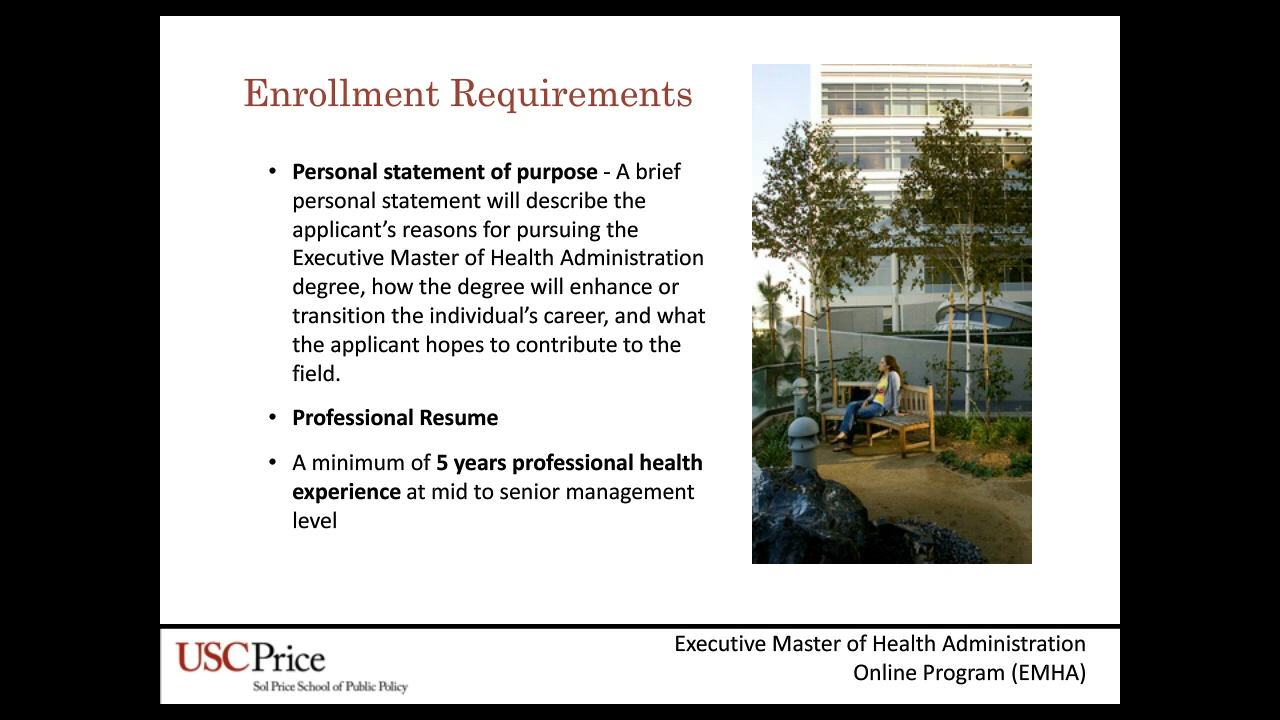 Enrollment Requirements
• Personal statement of purpose - A brief
personal statement will describe the
applicant’s reasons for pursuing the
Executive Master of Health Administration
degree, how the degree will enhance or
transition the individual’s career, and what
the applicant hopes to contribute to the
field.
• Professional Resume
• A minimum of 5 years professional health
experience at mid to senior management
level
USCPrice
Sol Price School of Public Policy
Executive Master of Health Administration
Online Program (EMHA)